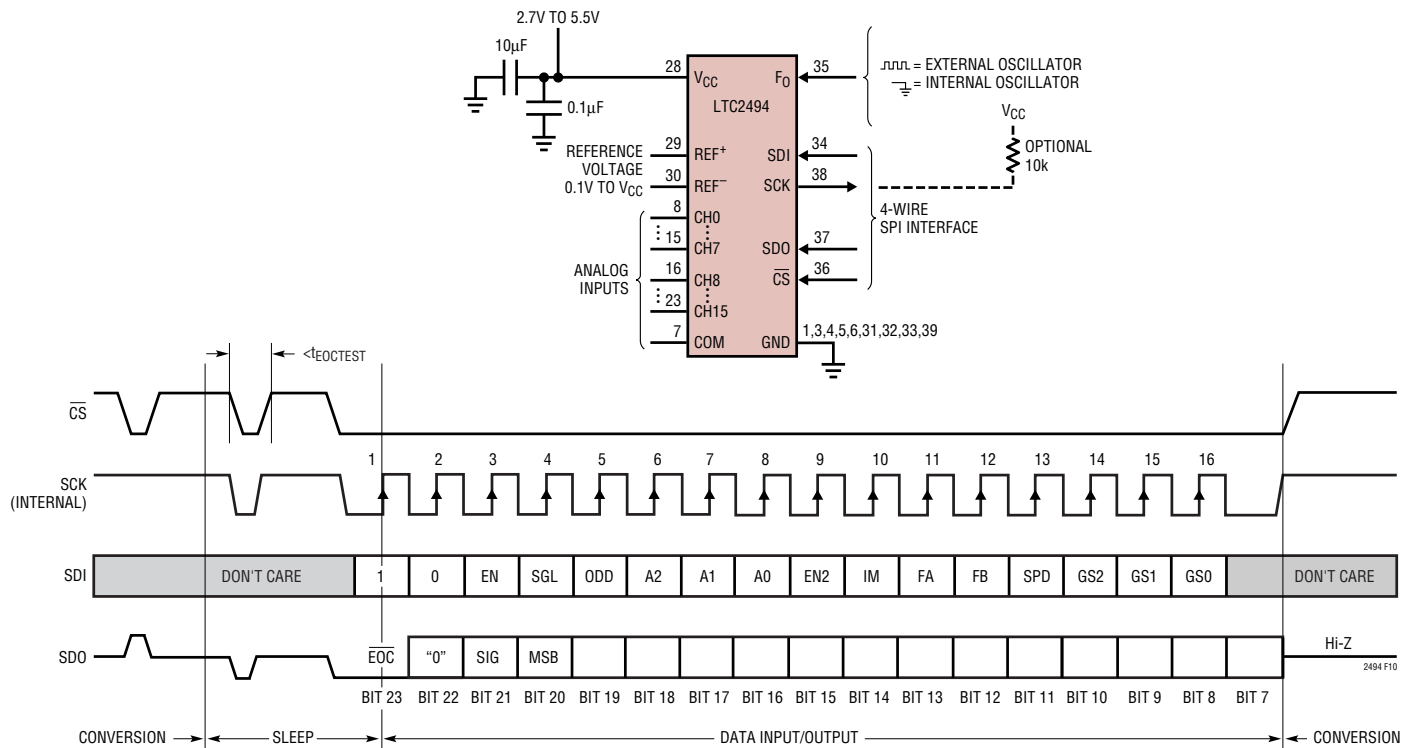 2.7V TO 5.5V
10µF
0.1µF
28
VCC
LTC2494
FO
35
= EXTERNAL OSCILLATOR
= INTERNAL OSCILLATOR
VCC
OPTIONAL
10k
REFERENCE
VOLTAGE
0.1V TO VCC
29
REF+
30
REF–
SDI
34
SCK
38
4-WIRE
SPI INTERFACE
ANALOG
INPUTS
8
CH0
15
CH7
16
CH8
23
CH15
7
COM
SDO
37
CS
36
GND
1,3,4,5,6,31,32,33,39
<tEOCTEST
CS
SCK
(INTERNAL)
1 2 3 4 5 6 7 8 9 10 11 12 13 14 15 16
SDI DON'T CARE 1 0 EN SGL ODD A2 A1 A0 EN2 IM FA FB SPD GS2 GS1 GS0 DON'T CARE
SDO EOC "0" SIG MSB Hi-Z
2494 F10
BIT 23 BIT 22 BIT 21 BIT 20 BIT 19 BIT 18 BIT 17 BIT 16 BIT 15 BIT 14 BIT 13 BIT 12 BIT 11 BIT 10 BIT 9 BIT 8 BIT 7
CONVERSION SLEEP DATA INPUT/OUTPUT CONVERSION